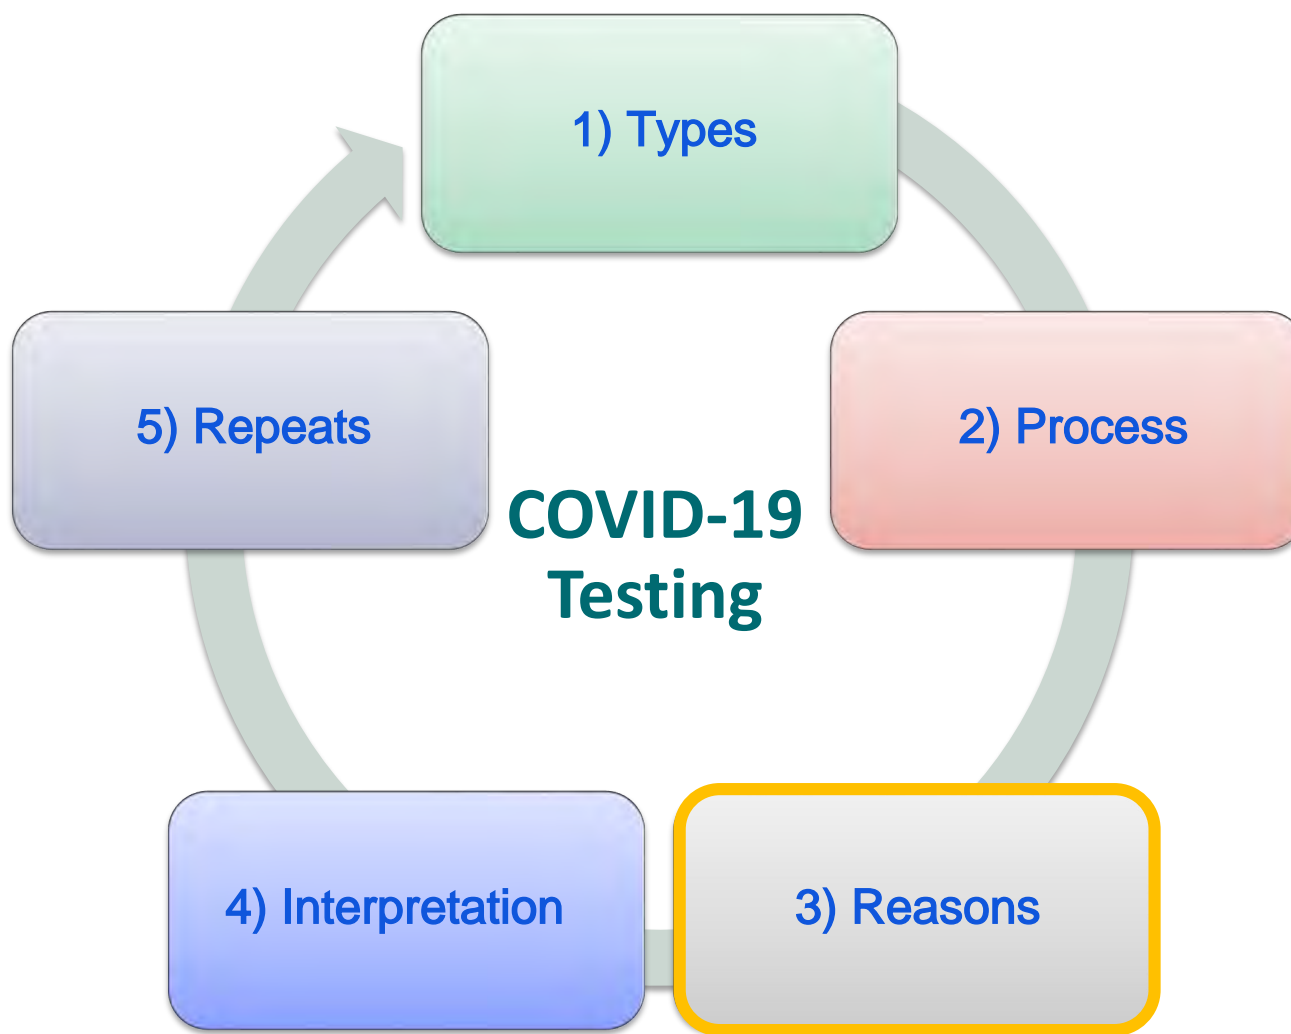 1) Types
2) Process
3) Reasons
4) Interpretation
5) Repeats
COVID-19
Testing